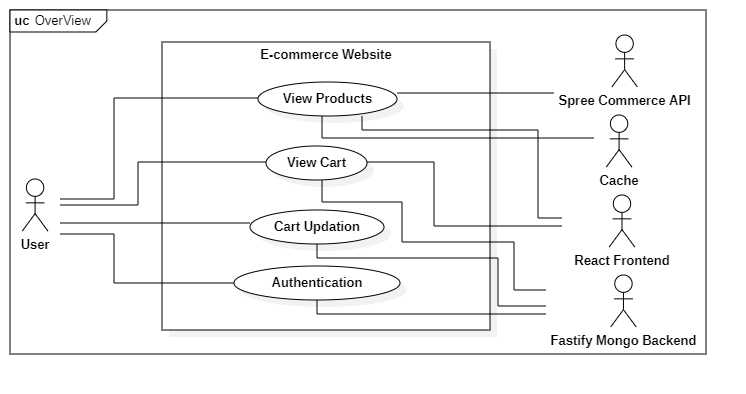 uc OverView
E-commerce Website
View Products
View Cart
Cart Updation
Authentication
User
Spree Commerce API
Cache
React Frontend
Fastify Mongo Backend